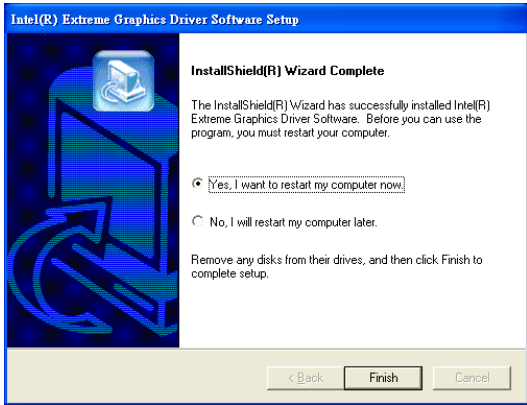 Intel(R) Extreme Graphics Driver Software Setup
InstallShield(R) Wizard Complete
The InstallShield(R) Wizard has successfully installed Intel(R)
Extreme Graphics Driver Software. Before you can use the
program, you must restart your computer.
Yes, I want to restart my computer now.
No, I will restart my computer later.
Remove any disks from their drives, and then click Finish to
complete setup.
< Back
Finish
Cancel